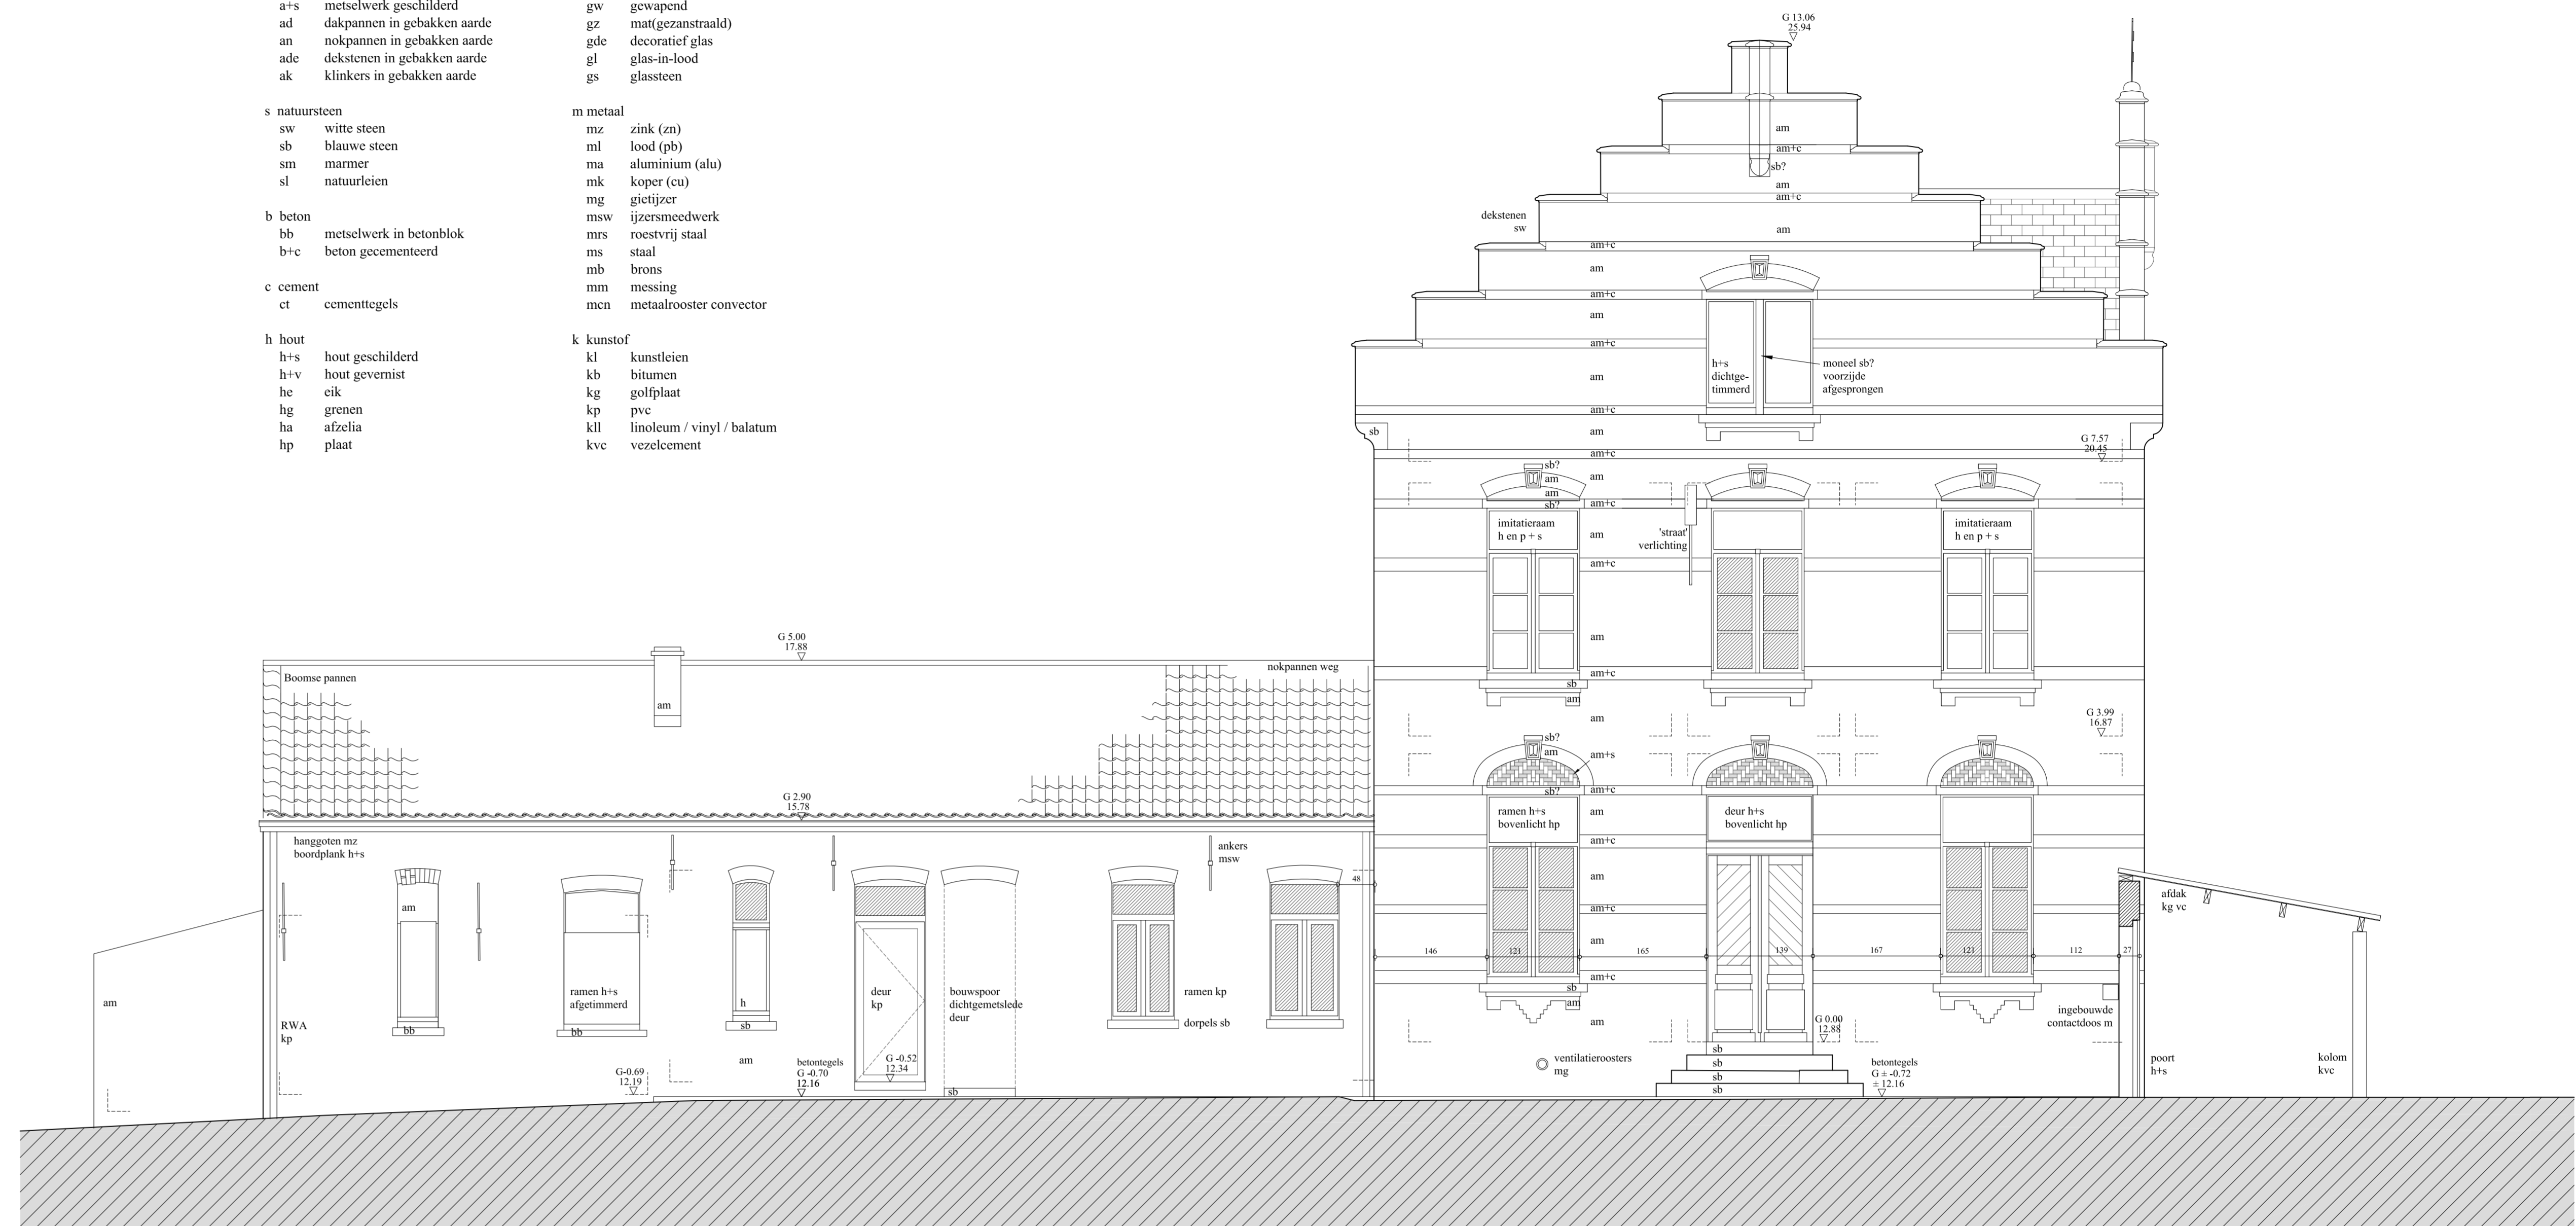 a+s metselwerk geschilderd
ad dakpannen in gebakken aarde
an nokpannen in gebakken aarde
ade dekstenen in gebakken aarde
ak klinkers in gebakken aarde
s natuursteen
sw witte steen
sb blauwe steen
sm marmer
sl natuurleien
b beton
bb metselwerk in betonblok
b+c beton gecementeerd
c cement
ct cementtegels
h hout
h+s hout geschilderd
h+v hout gevernist
he eik
hg grenen
ha afzelia
hp plaat
gw gewapend
gz mat(gezanstraald)
gde decoratief glas
gl glas-in-lood
gs glassteen
m metaal
mz zink (zn)
ml lood (pb)
ma aluminium (alu)
mk koper (cu)
mg gietijzer
msw ijzersmeedwerk
mrs roestvrij staal
ms staal
mb brons
mm messing
mcn metaalrooster convector
k kunstof
kl kunstleien
kb bitumen
kg golfplaat
kp pvc
kll linoleum / vinyl / balatum
kvc vezelcement
G 13.06
25.94
am
am+c
sb?
am
am+c
dekstenen
sw
am
am+c
am
am+c
am
am+c
h+s
dichtge-
timmerd
moneel sb?
voorzijde
afgesprongen
am
am+c
sb
am
G 7.57
20.45
am+c
sb?
am
am
am
sb?
am+c
imitatieraam
h en p + s
am
'straat'
verlichting
imitatieraam
h en p + s
am+c
am
am+c
sb
am
am
G 3.99
16.87
sb?
am
am+s
sb?
am+c
ramen h+s
bovenlicht hp
am
deur h+s
bovenlicht hp
am+c
am
am+c
am
146
121
165
139
167
121
112
27
am+c
sb
am
am
ingebouwde
contactdoos m
G 0.00
12.88
ventilatieroosters
mg
sb
sb
sb
sb
betontegels
G ± -0.72
± 12.16
afdak
kg vc
poort
h+s
kolom
kvc
G 5.00
17.88
Boomse pannen
am
nokpannen weg
G 2.90
15.78
hanggoten mz
boordplank h+s
ankers
msw
48
am
am
RWA
kp
bb
ramen h+s
afgetimmerd
bb
h
sb
am
deur
kp
bouwspoor
dichtgemetslede
deur
ramen kp
dorpels sb
G-0.69
12.19
betontegels
G -0.70
12.16
G -0.52
12.34
sb